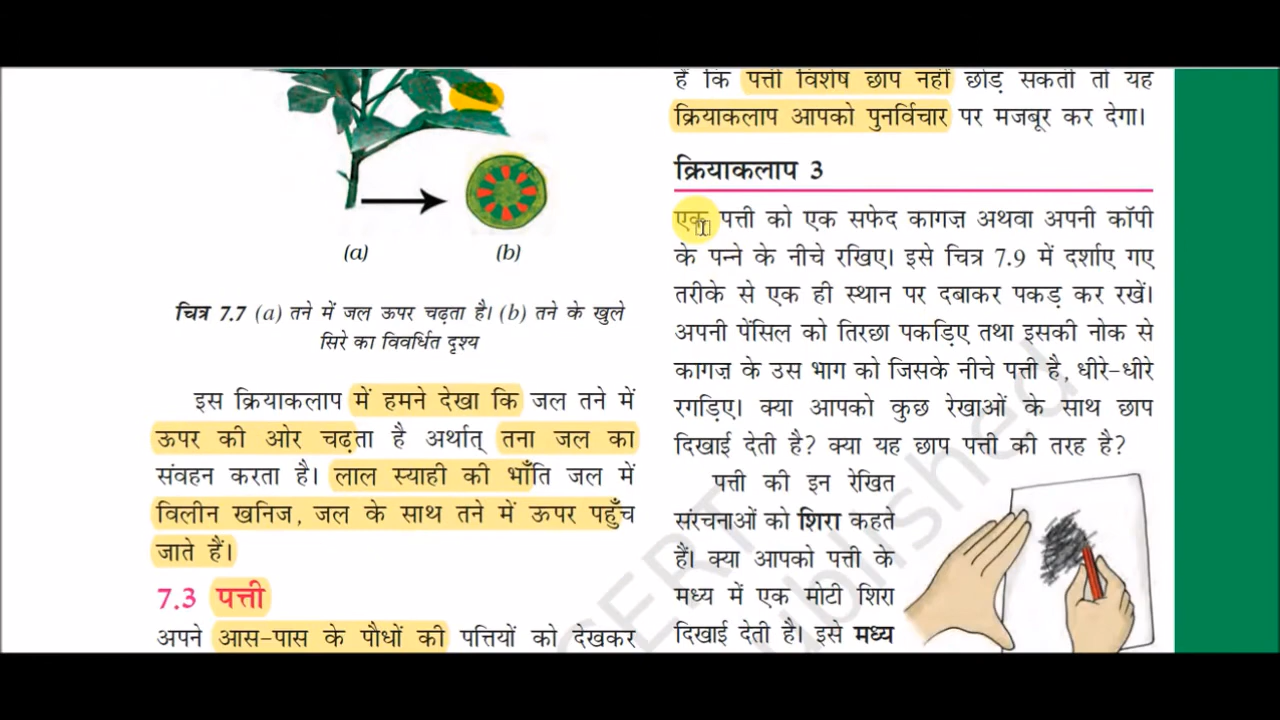 (a)
(b)
चित्र 7.7 (a) तने में जल ऊपर चढ़ता है। (b) तने के खुले
सिरे का विवर्धित दृश्य
इस क्रियाकलाप में हमने देखा कि जल तने में
ऊपर की ओर चढ़ता है अर्थात् तना जल का
संवहन करता है। लाल स्याही की भाँति जल में
विलीन खनिज, जल के साथ तने में ऊपर पहुँच
जाते हैं।
7.3 पत्ती
अपने आस-पास के पौधों की पत्तियों को देखकर
हैं कि पत्ती विशेष छाप नहीं छोड़ सकती तो यह
क्रियाकलाप आपको पुनर्विचार पर मजबूर कर देगा।
क्रियाकलाप 3
एक पत्ती को एक सफेद कागज़ अथवा अपनी कॉपी
के पन्ने के नीचे रखिए। इसे चित्र 7.9 में दर्शाए गए
तरीके से एक ही स्थान पर दबाकर पकड़ कर रखें।
अपनी पेंसिल को तिरछा पकड़िए तथा इसकी नोक से
कागज़ के उस भाग को जिसके नीचे पत्ती है, धीरे-धीरे
रगड़िए। क्या आपको कुछ रेखाओं के साथ छाप
दिखाई देती है? क्या यह छाप पत्ती की तरह है?
पत्ती की इन रेखित
संरचनाओं को शिरा कहते
हैं। क्या आपको पत्ती के
मध्य में एक मोटी शिरा
दिखाई देती है। इसे मध्य